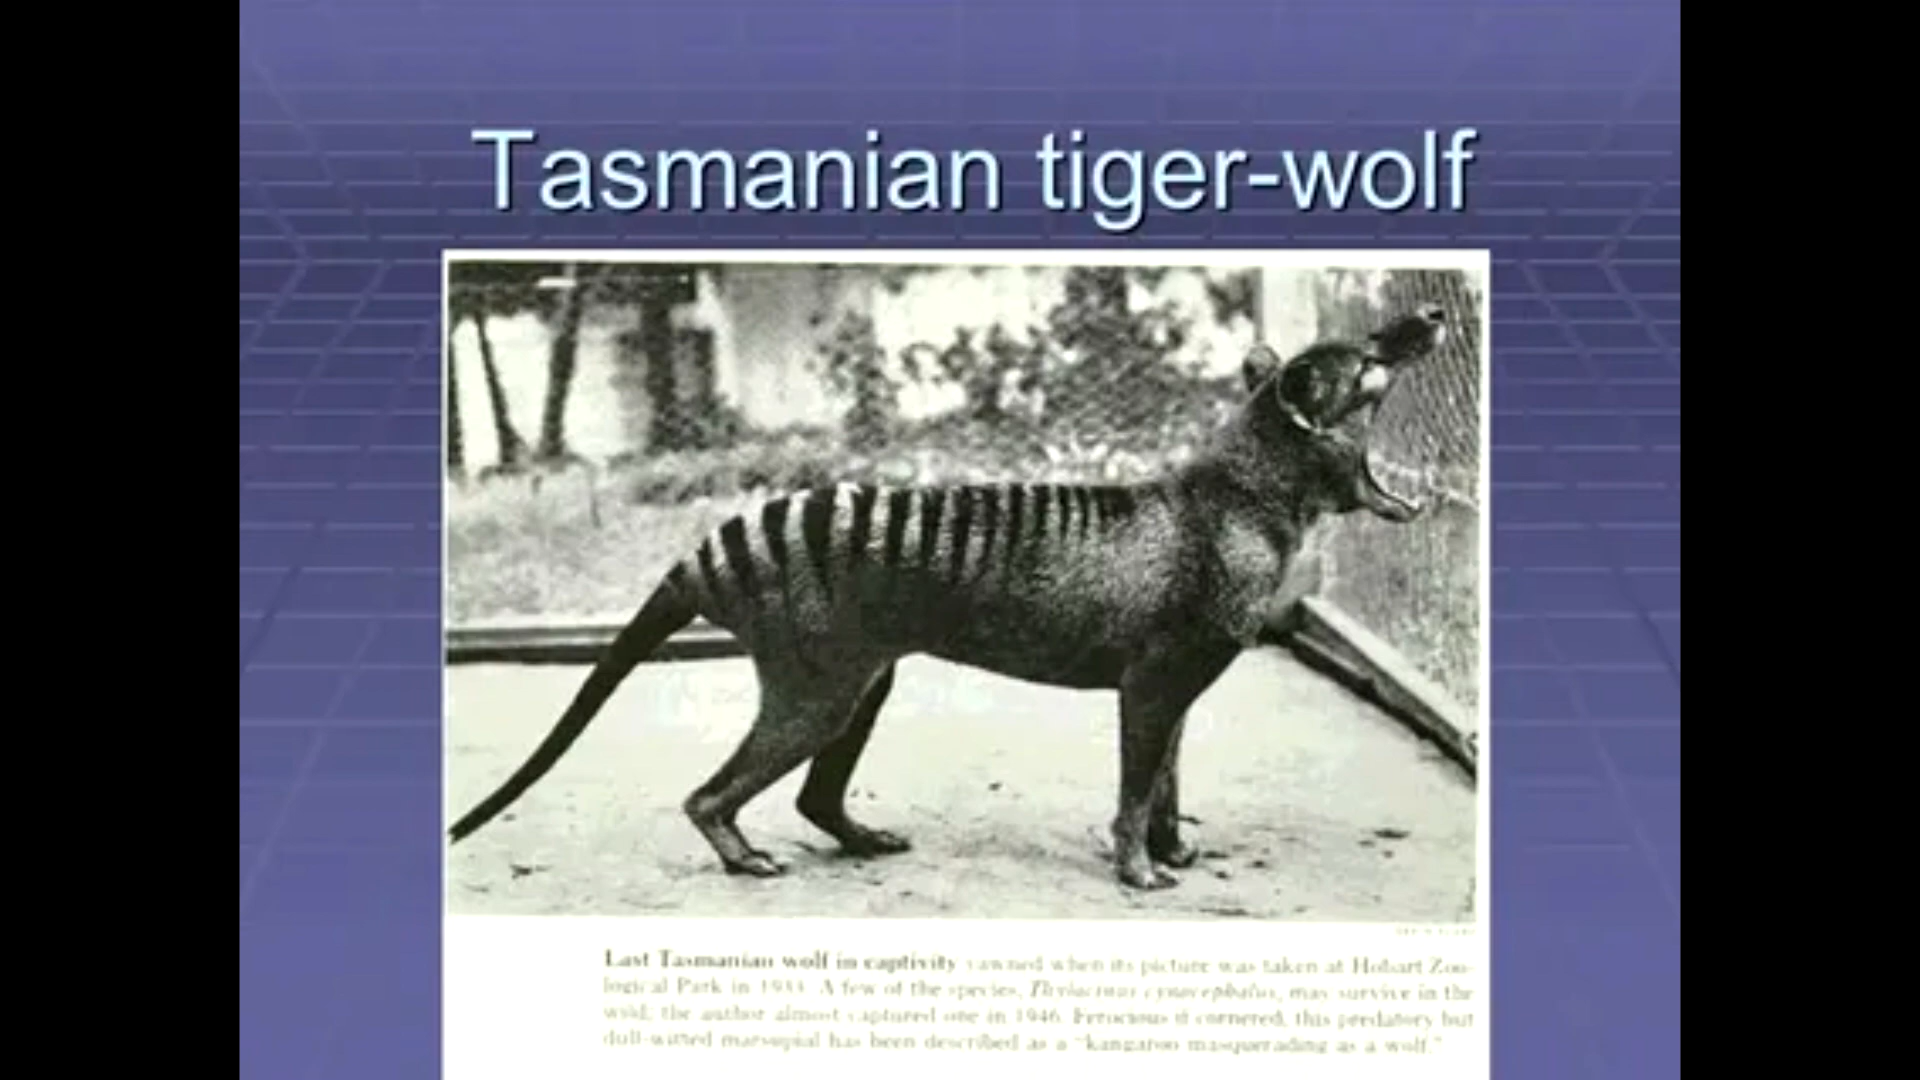 Tasmanian tiger-wolf
Last Tasmanian wolf in captivity yawned when its picture was taken at Hobart Zoo-
logical Park in 1933. A few of the species, Thylacinus cynocephalus, may survive in the
wild; the author almost captured one in 1946. Ferocious if cornered, this predatory but
dull-witted marsupial has been described as a "kangaroo masquerading as a wolf."